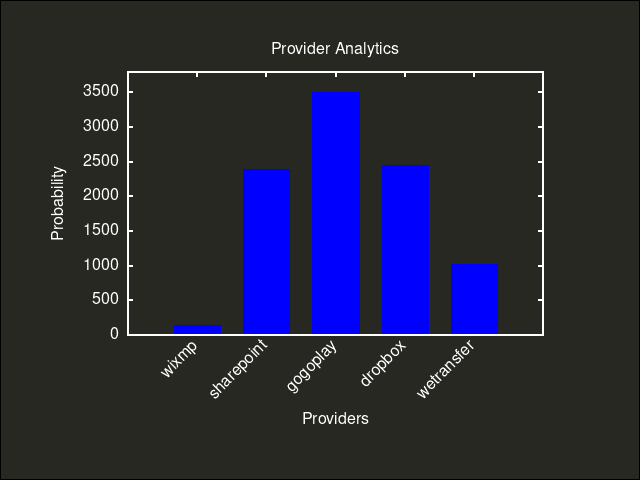 Provider Analytics
3500
3000
2500
2000
1500
1000
500
0
Probability
wixmp
sharepoint
gogoplay
dropbox
wetransfer
Providers